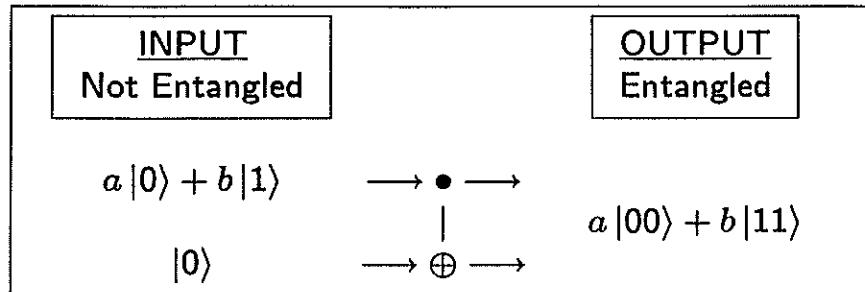 INPUT
Not Entangled
OUTPUT
Entangled
a |0⟩ + b |1⟩ ⟶ • ⟶
|
a |00⟩ + b |11⟩
|0⟩ ⟶ ⊕ ⟶